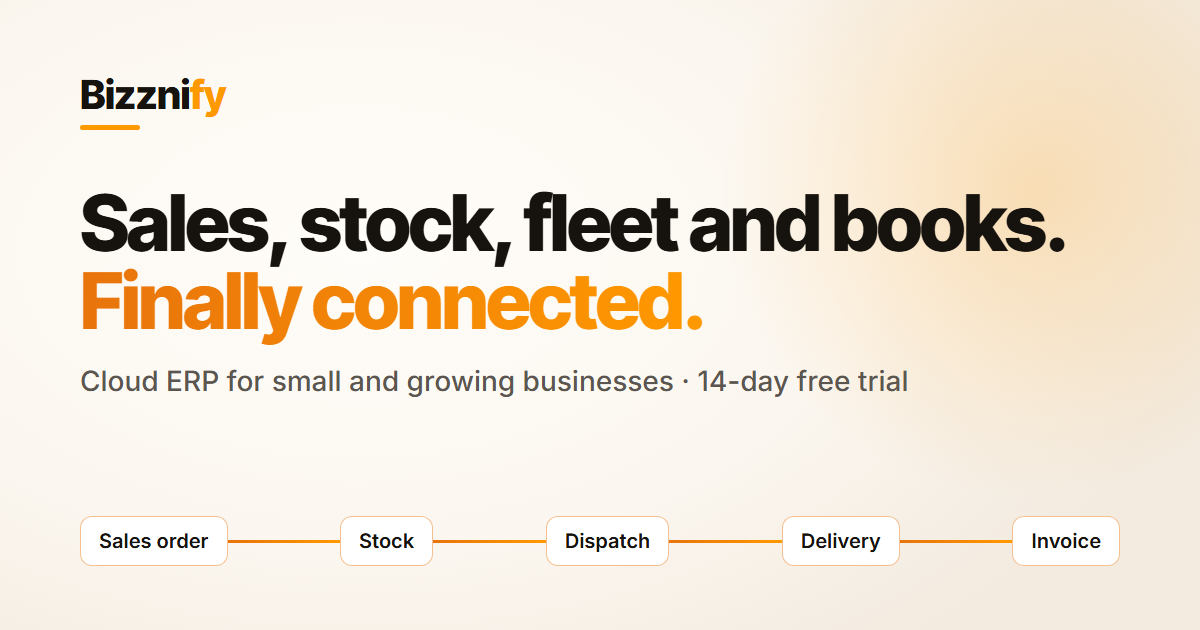 Bizznify
Sales, stock, fleet and books.
Finally connected.
Cloud ERP for small and growing businesses · 14-day free trial
Sales order
Stock
Dispatch
Delivery
Invoice